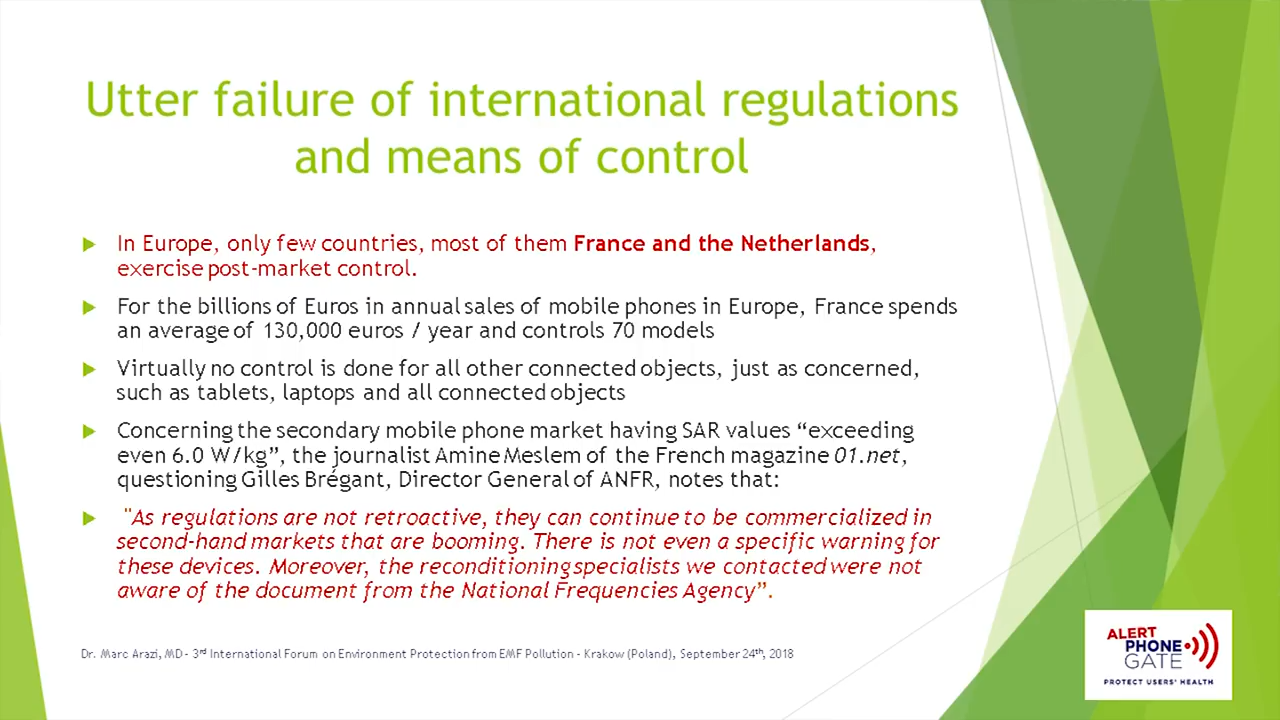 Utter failure of international regulations
and means of control
In Europe, only few countries, most of them France and the Netherlands,
exercise post-market control.
For the billions of Euros in annual sales of mobile phones in Europe, France spends
an average of 130,000 euros / year and controls 70 models
Virtually no control is done for all other connected objects, just as concerned,
such as tablets, laptops and all connected objects
Concerning the secondary mobile phone market having SAR values “exceeding
even 6.0 W/kg”, the journalist Amine Meslem of the French magazine 01.net,
questioning Gilles Brégant, Director General of ANFR, notes that:
"As regulations are not retroactive, they can continue to be commercialized in
second-hand markets that are booming. There is not even a specific warning for
these devices. Moreover, the reconditioning specialists we contacted were not
aware of the document from the National Frequencies Agency”.
Dr. Marc Arazi, MD - 3rd International Forum on Environment Protection from EMF Pollution - Krakow (Poland), September 24th, 2018
ALERT
PHONE
GATE
PROTECT USERS' HEALTH